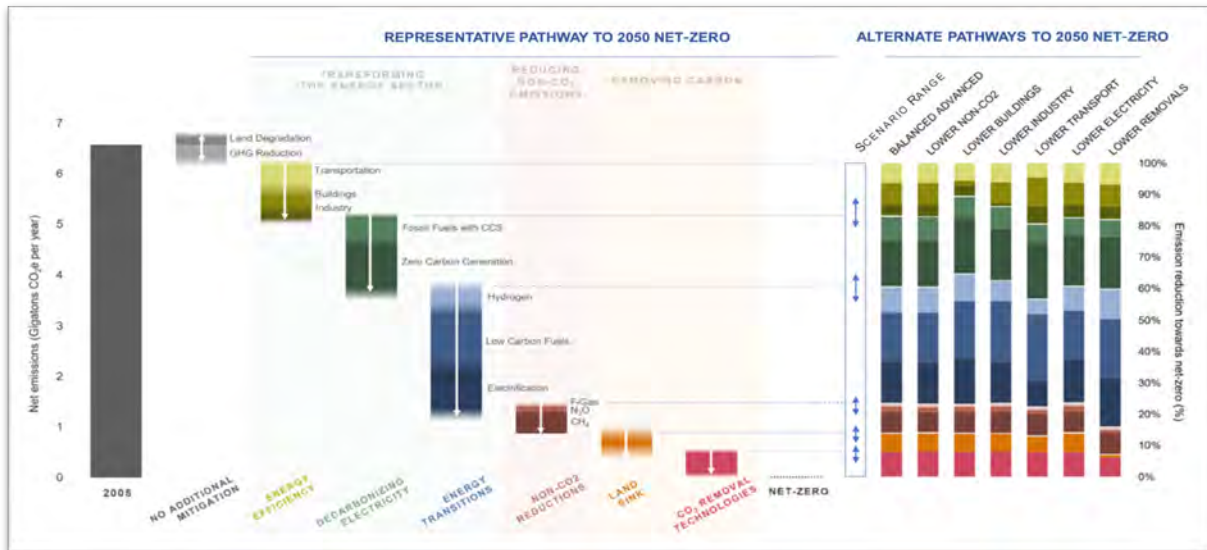 REPRESENTATIVE PATHWAY TO 2050 NET-ZERO
ALTERNATE PATHWAYS TO 2050 NET-ZERO
TRANSFORMING
THE ENERGY SECTOR
REDUCING
NON-CO₂
EMISSIONS
REMOVING CARBON
SCENARIO RANGE
BALANCED ADVANCED
LOWER NON-CO2
LOWER BUILDINGS
LOWER INDUSTRY
LOWER TRANSPORT
LOWER ELECTRICITY
LOWER REMOVALS
Net emissions (Gigatons CO₂e per year)
7
6
5
4
3
2
1
0
Land Degradation
GHG Reduction
Transportation
Buildings
Industry
Fossil Fuels with CCS
Zero Carbon Generation
Hydrogen
Low Carbon Fuels
Electrification
F-Gas
N₂O
CH₄
100%
90%
80%
70%
60%
50%
40%
30%
20%
10%
0%
Emission reduction towards net-zero (%)
2005
NO ADDITIONAL
MITIGATION
ENERGY
EFFICIENCY
DECARBONIZING
ELECTRICITY
ENERGY
TRANSITIONS
NON-CO2
REDUCTIONS
LAND
SINK
CO₂ REMOVAL
TECHNOLOGIES
NET-ZERO